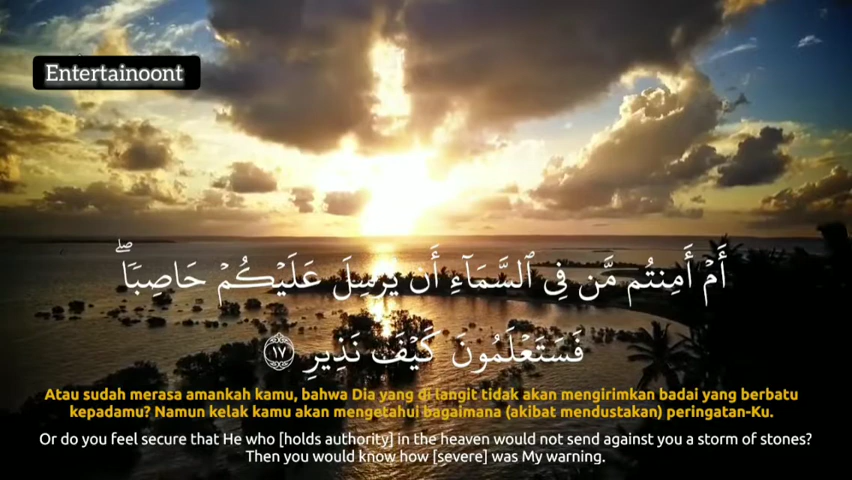 Entertainoont
أَمْ أَمِنتُم مَّن فِى ٱلسَّمَآءِ أَن يُرْسِلَ عَلَيْكُمْ حَاصِبًا ۖ
فَسَتَعْلَمُونَ كَيْفَ نَذِيرِ ١٧
Atau sudah merasa amankah kamu, bahwa Dia yang di langit tidak akan mengirimkan badai yang berbatu
kepadamu? Namun kelak kamu akan mengetahui bagaimana (akibat mendustakan) peringatan-Ku.
Or do you feel secure that He who [holds authority] in the heaven would not send against you a storm of stones?
Then you would know how [severe] was My warning.